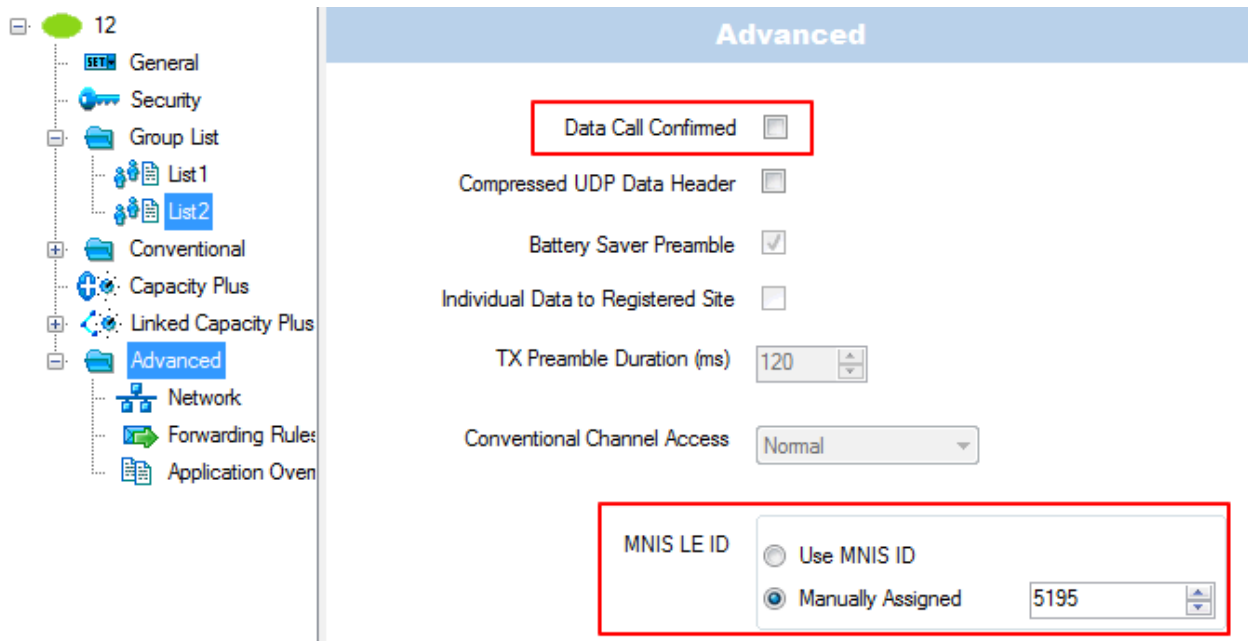 12
General
Security
Group List
List1
List2
Conventional
Capacity Plus
Linked Capacity Plus
Advanced
Network
Forwarding Rules
Application Over
Advanced
Data Call Confirmed
Compressed UDP Data Header
Battery Saver Preamble
Individual Data to Registered Site
TX Preamble Duration (ms) 120
Conventional Channel Access Normal
MNIS LE ID
Use MNIS ID
Manually Assigned 5195